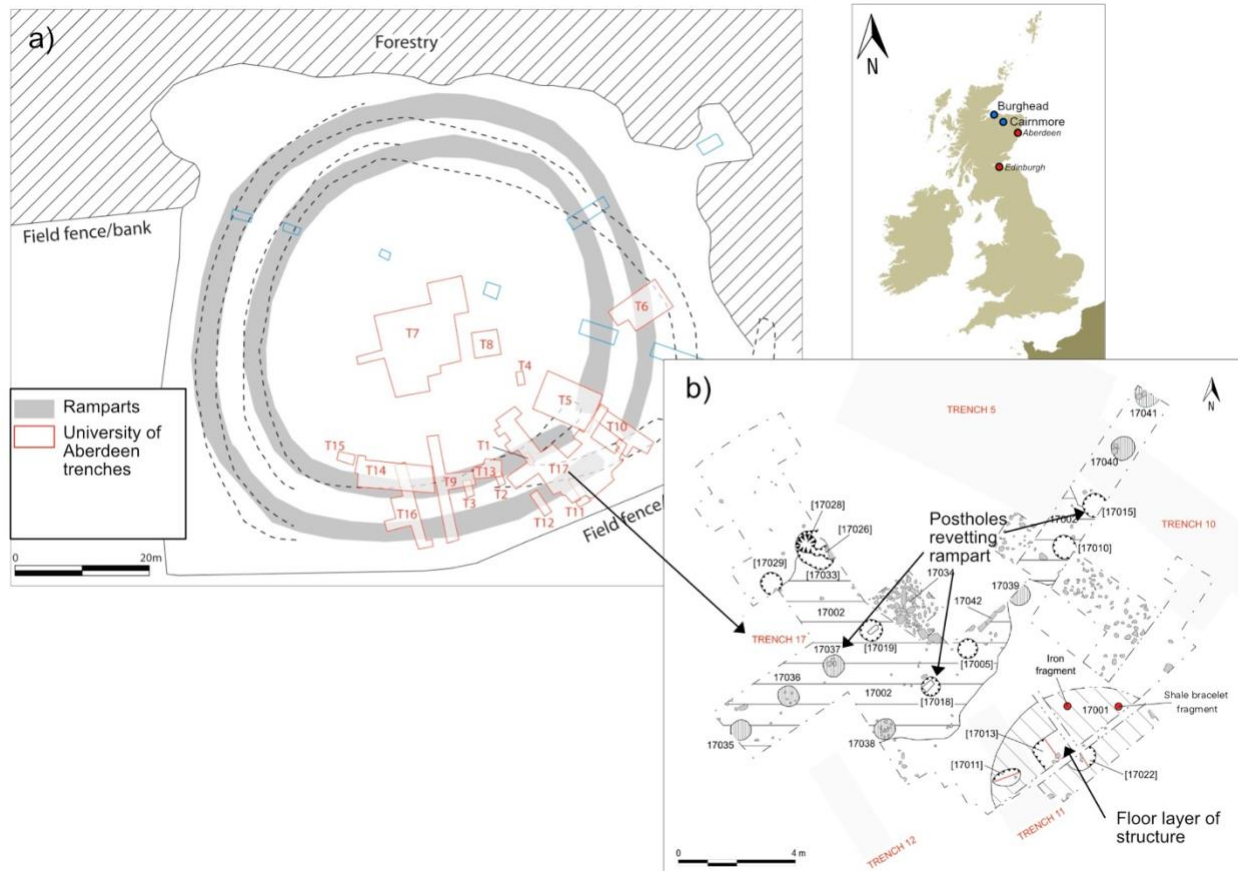 a)
Forestry
Field fence/bank
T6
T7
T8
T4
T5
T10
T1
T15
T14
T13
T17
T9
T2
T3
T16
T12
T11
Field fence/
Ramparts
University of
Aberdeen
trenches
0
20m
N
Burghead
Cairnmore
Aberdeen
Edinburgh
b)
N
TRENCH 5
17041
17040
[17028]
[17026]
Postholes
revetting
rampart
17002
[17015]
TRENCH 10
[17029]
[17033]
[17010]
17034
17039
17002
17042
TRENCH 17
17037
[17019]
[17005]
Iron
fragment
Shale bracelet
fragment
17036
17002
[17018]
17001
17035
17038
[17013]
[17011]
[17022]
Floor layer of
structure
TRENCH 11
TRENCH 12
0
4 m